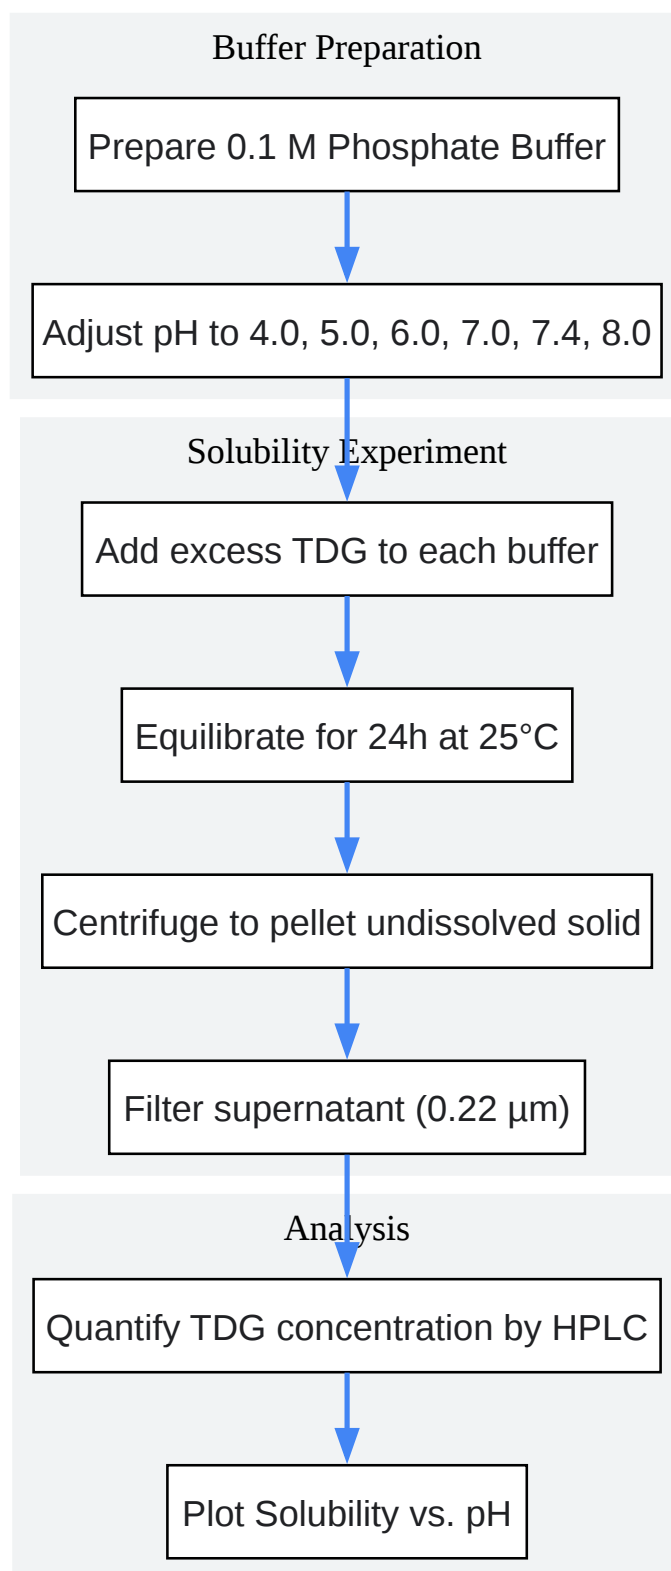 Buffer Preparation
Prepare 0.1 M Phosphate Buffer
Adjust pH to 4.0, 5.0, 6.0, 7.0, 7.4, 8.0
Solubility Experiment
Add excess TDG to each buffer
Equilibrate for 24h at 25°C
Centrifuge to pellet undissolved solid
Filter supernatant (0.22 µm)
Analysis
Quantify TDG concentration by HPLC
Plot Solubility vs. pH